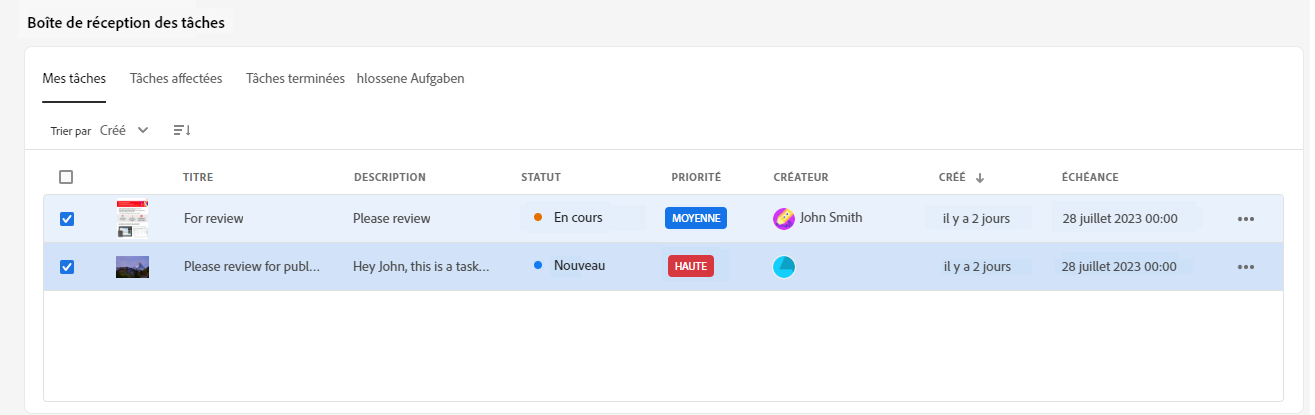 Boîte de réception des tâches
Mes tâches Tâches affectées Tâches terminées hlossene Aufgaben
Trier par Créé
TITRE DESCRIPTION STATUT PRIORITÉ CRÉATEUR CRÉÉ ÉCHÉANCE
For review Please review En cours MOYENNE John Smith il y a 2 jours 28 juillet 2023 00:00
Please review for publ... Hey John, this is a task... Nouveau HAUTE il y a 2 jours 28 juillet 2023 00:00